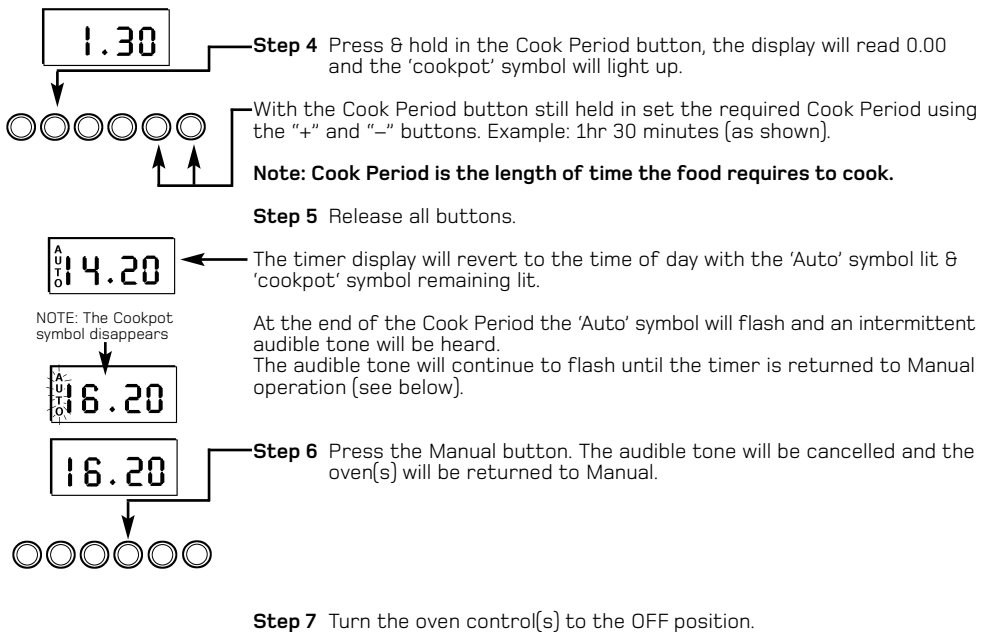 1.30
Step 4 Press & hold in the Cook Period button, the display will read 0.00
and the ‘cookpot’ symbol will light up.
With the Cook Period button still held in set the required Cook Period using
the “+” and “–” buttons. Example: 1hr 30 minutes (as shown).
Note: Cook Period is the length of time the food requires to cook.
Step 5 Release all buttons.
AUTO 14.20
The timer display will revert to the time of day with the ‘Auto’ symbol lit &
‘cookpot’ symbol remaining lit.
NOTE: The Cookpot
symbol disappears
At the end of the Cook Period the ‘Auto’ symbol will flash and an intermittent
audible tone will be heard.
The audible tone will continue to flash until the timer is returned to Manual
operation (see below).
AUTO 16.20
16.20
Step 6 Press the Manual button. The audible tone will be cancelled and the
oven(s) will be returned to Manual.
Step 7 Turn the oven control(s) to the OFF position.